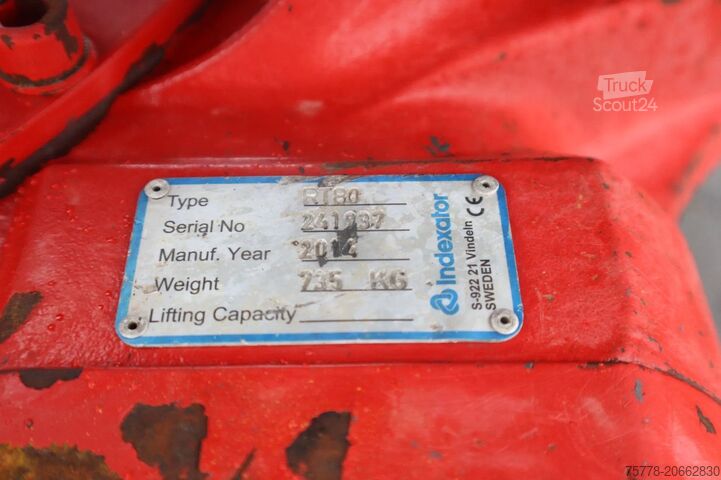 Truck
Scout24
Type RT80
Serial No
Manuf. Year 2014
Weight 735 KG
Lifting Capacity
Indexator CE
S-922 21 Vindeln
SWEDEN
75778-20662830